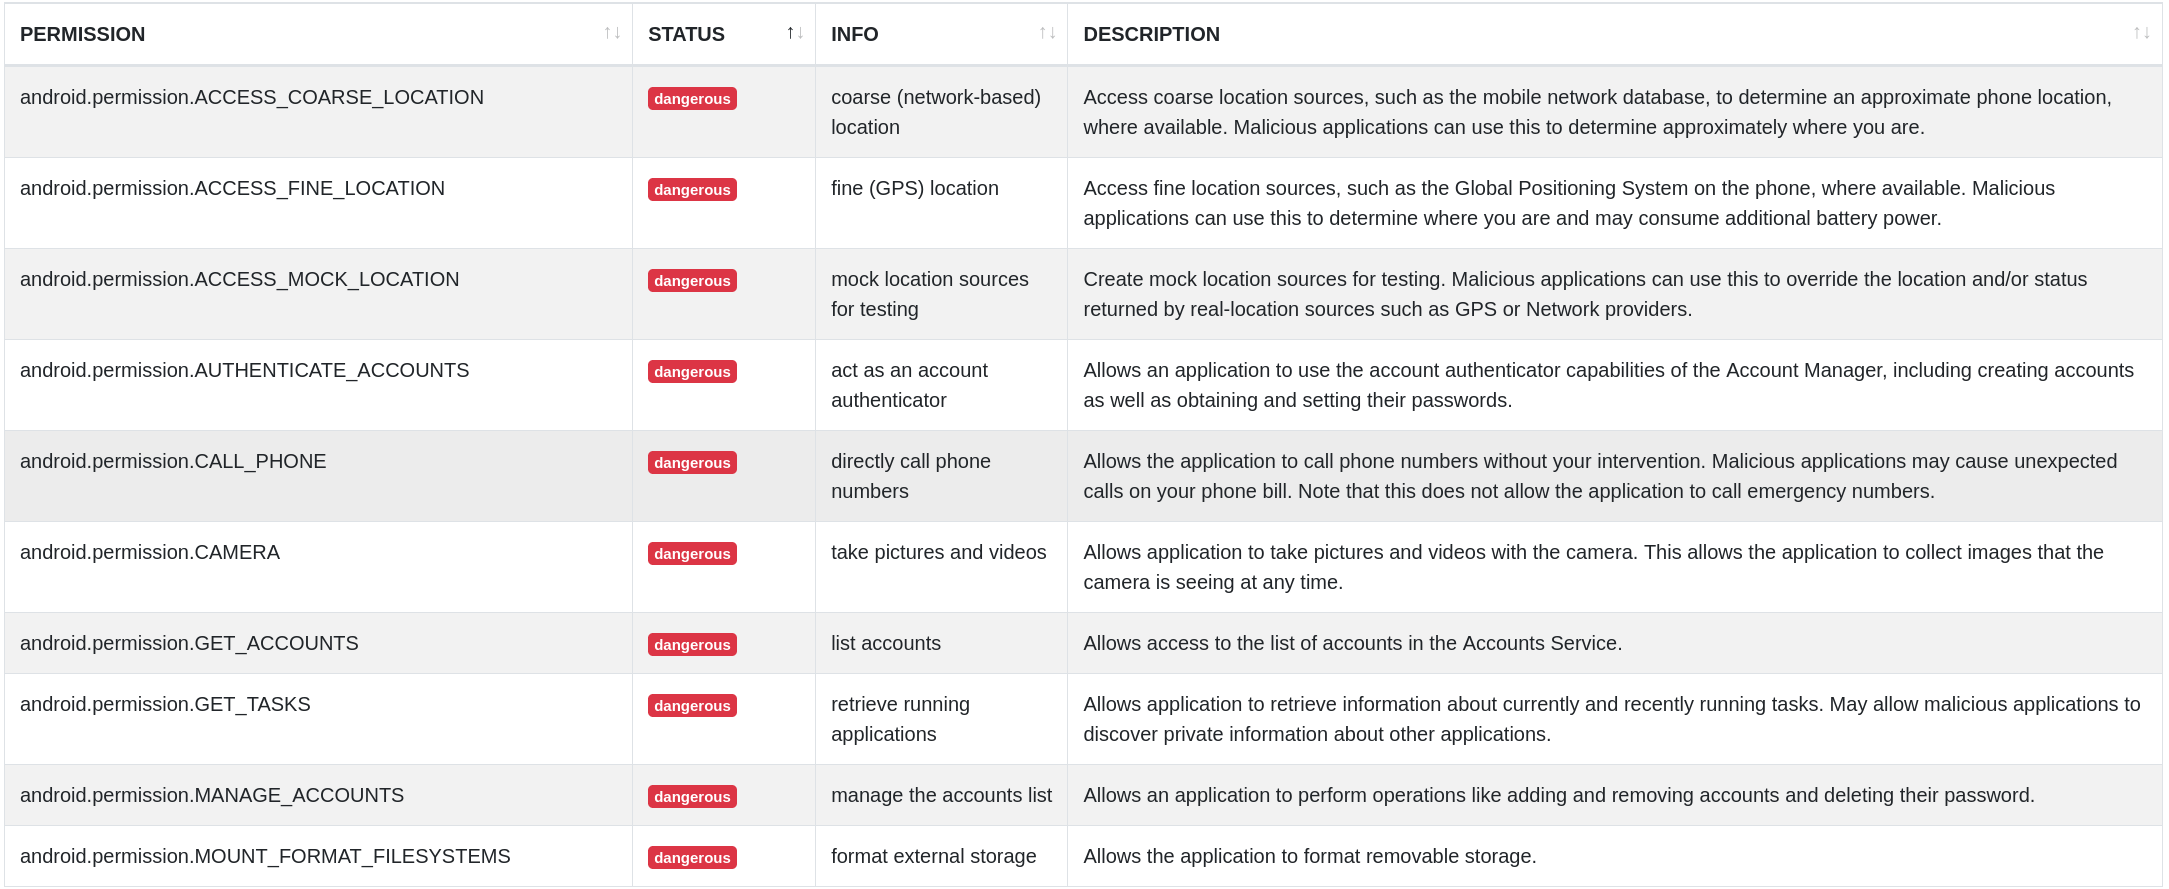 PERMISSION ↑↓ STATUS ↑↓ INFO ↑↓ DESCRIPTION ↑↓
android.permission.ACCESS_COARSE_LOCATION dangerous coarse (network-based) Access coarse location sources, such as the mobile network database, to determine an approximate phone location,
location where available. Malicious applications can use this to determine approximately where you are.
android.permission.ACCESS_FINE_LOCATION dangerous fine (GPS) location Access fine location sources, such as the Global Positioning System on the phone, where available. Malicious
applications can use this to determine where you are and may consume additional battery power.
android.permission.ACCESS_MOCK_LOCATION dangerous mock location sources Create mock location sources for testing. Malicious applications can use this to override the location and/or status
for testing returned by real-location sources such as GPS or Network providers.
android.permission.AUTHENTICATE_ACCOUNTS dangerous act as an account Allows an application to use the account authenticator capabilities of the Account Manager, including creating accounts
authenticator as well as obtaining and setting their passwords.
android.permission.CALL_PHONE dangerous directly call phone Allows the application to call phone numbers without your intervention. Malicious applications may cause unexpected
numbers calls on your phone bill. Note that this does not allow the application to call emergency numbers.
android.permission.CAMERA dangerous take pictures and videos Allows application to take pictures and videos with the camera. This allows the application to collect images that the
camera is seeing at any time.
android.permission.GET_ACCOUNTS dangerous list accounts Allows access to the list of accounts in the Accounts Service.
android.permission.GET_TASKS dangerous retrieve running Allows application to retrieve information about currently and recently running tasks. May allow malicious applications to
applications discover private information about other applications.
android.permission.MANAGE_ACCOUNTS dangerous manage the accounts list Allows an application to perform operations like adding and removing accounts and deleting their password.
android.permission.MOUNT_FORMAT_FILESYSTEMS dangerous format external storage Allows the application to format removable storage.